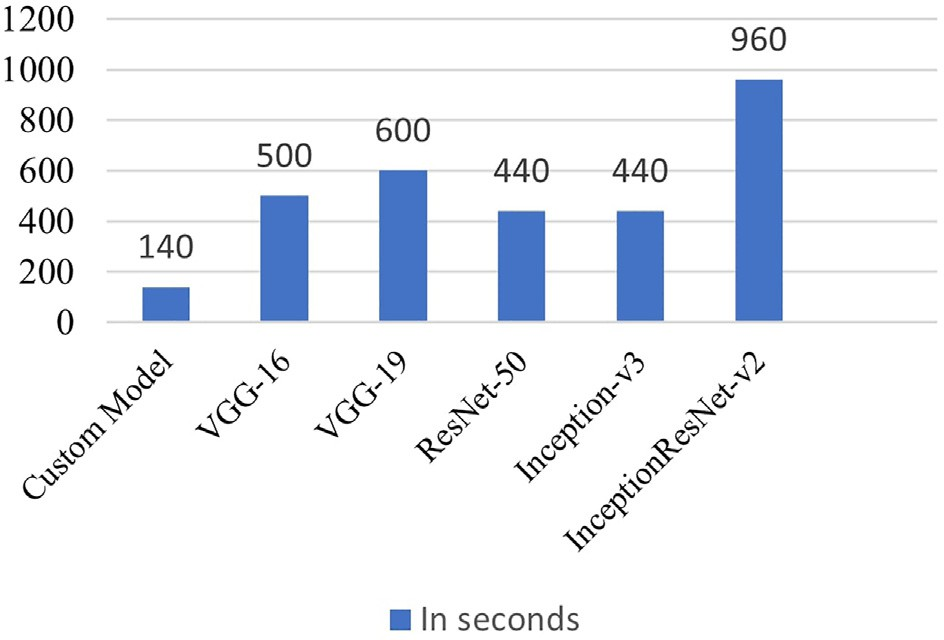 1200
1000
800
600
400
200
0
140
500
600
440
440
960
Custom Model
VGG-16
VGG-19
ResNet-50
Inception-v3
InceptionResNet-v2
In seconds